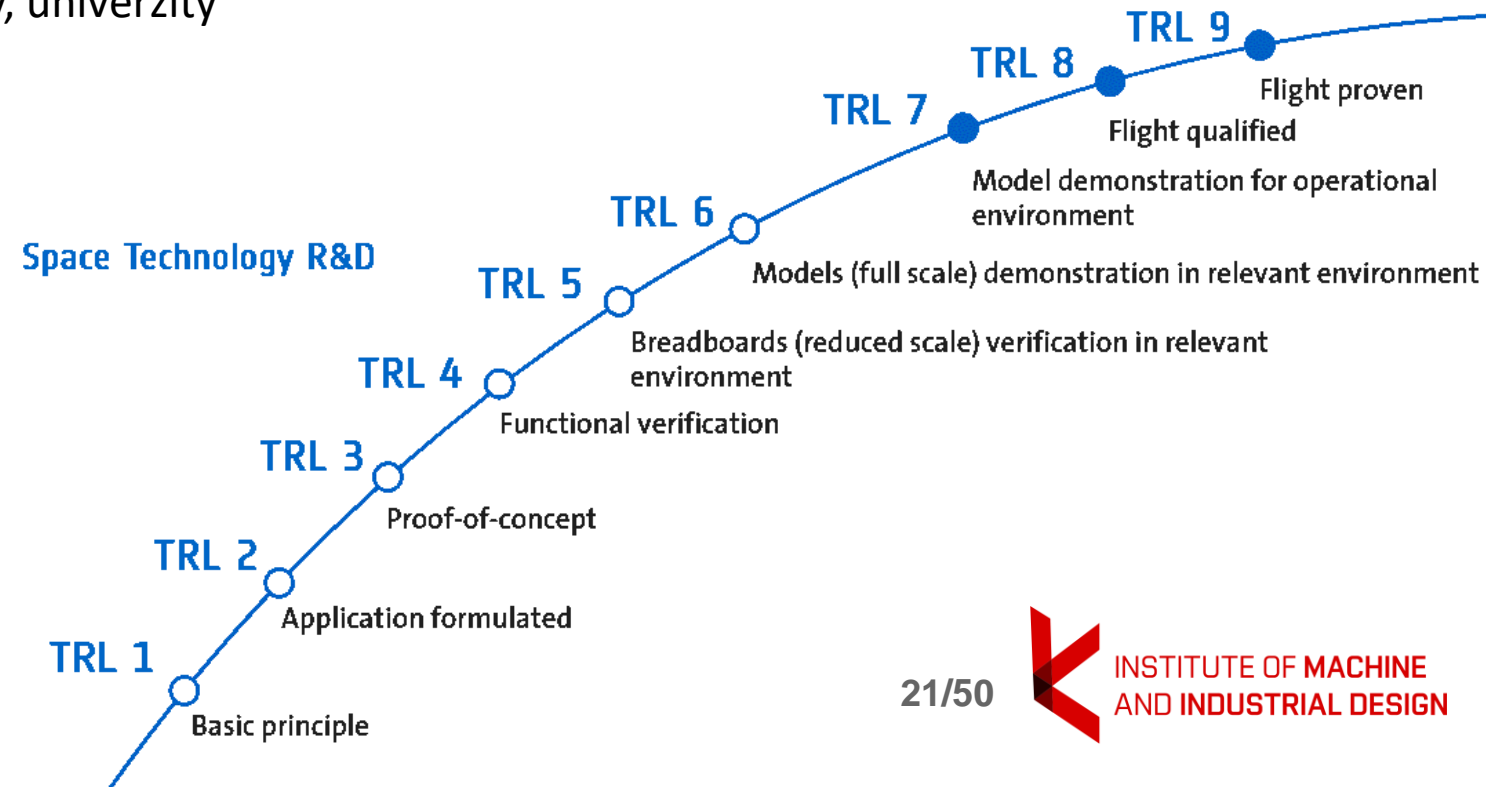 , univerzity
TRL 9
Flight proven
TRL 8
Flight qualified
TRL 7
Model demonstration for operational
environment
TRL 6
Models (full scale) demonstration in relevant environment
Space Technology R&D
TRL 5
Breadboards (reduced scale) verification in relevant
environment
TRL 4
Functional verification
TRL 3
Proof-of-concept
TRL 2
Application formulated
TRL 1
Basic principle
21/50
INSTITUTE OF MACHINE
AND INDUSTRIAL DESIGN